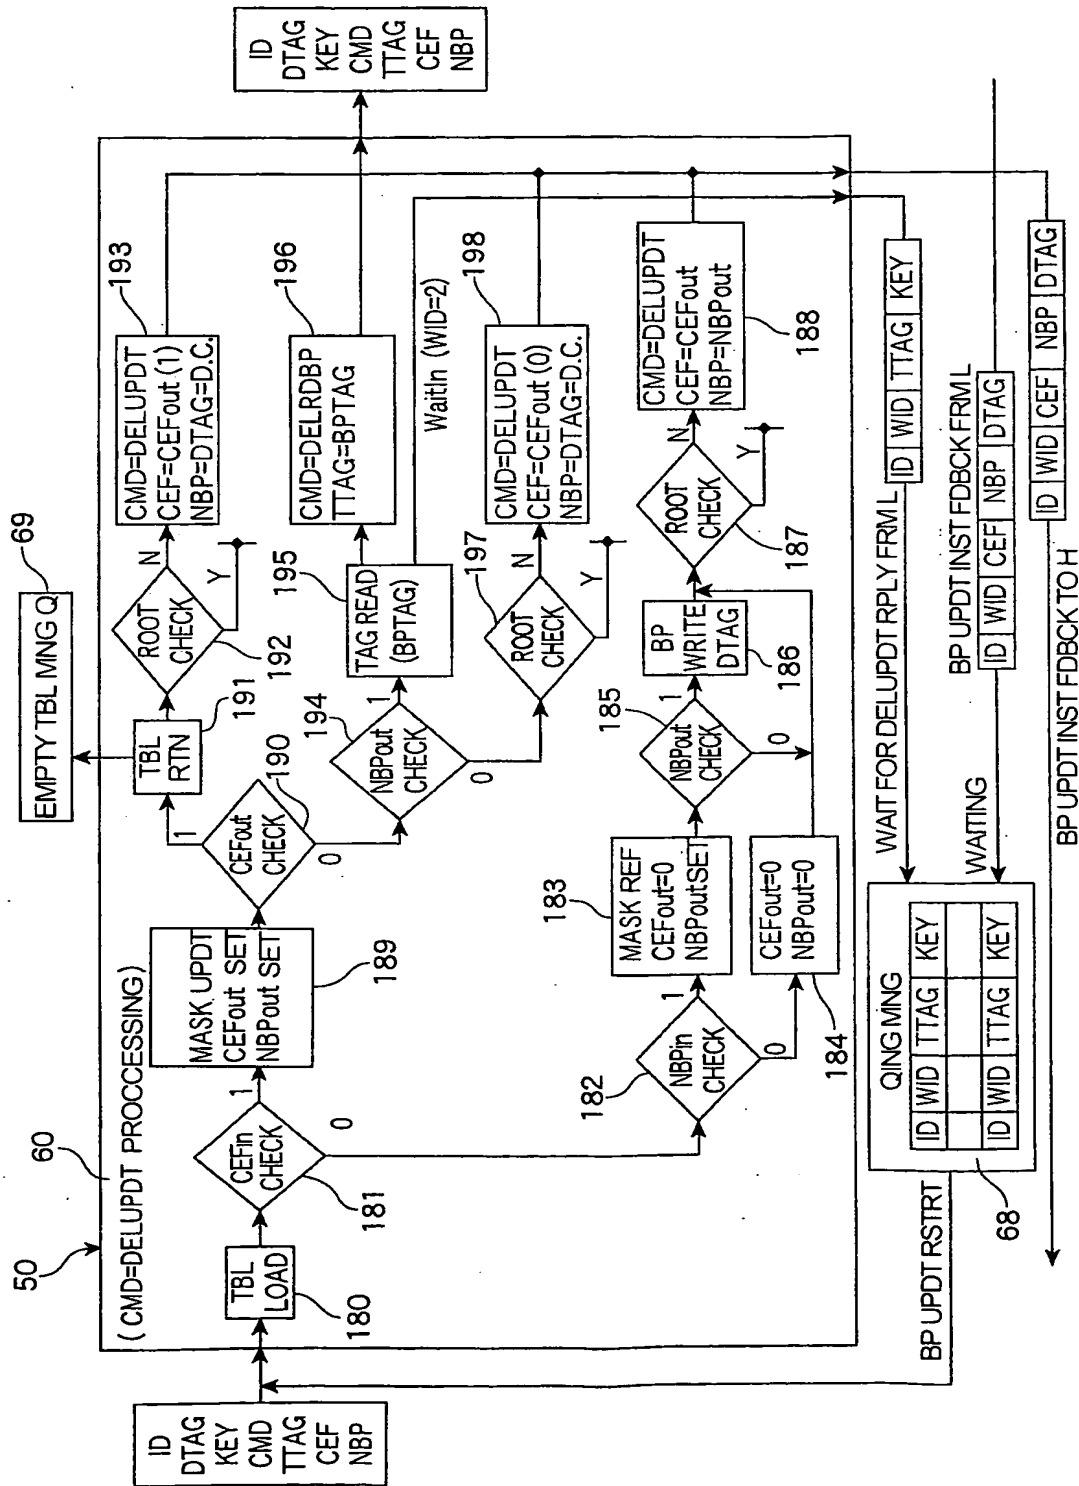 50
60
(CMD=DELUPDT PROCCESSING)
ID
DTAG
KEY
CMD
TTAG
CEF
NBP
TBL
LOAD
180
CEFin
CHECK
181
1
0
MASK UPDT
CEFout SET
NBPout SET
189
CEFout
CHECK
190
1
0
TBL
RTN
191
EMPTY TBL MNG Q
69
ROOT
CHECK
192
N
Y
CMD=DELUPDT
CEF=CEFout (1)
NBP=DTAG=D.C.
193
NBPout
CHECK
194
1
0
TAG READ
(BPTAG)
195
CMD=DELRDBP
TTAG=BPTAG
196
WaitIn (WID=2)
ROOT
CHECK
197
N
Y
CMD=DELUPDT
CEF=CEFout (0)
NBP=DTAG=D.C.
198
NBPin
CHECK
182
1
0
MASK REF
CEFout=0
NBPoutSET
183
CEFout=0
NBPout=0
184
NBPout
CHECK
185
1
0
BP
WRITE
DTAG
186
ROOT
CHECK
187
N
Y
CMD=DELUPDT
CEF=CEFout
NBP=NBPout
188
ID
DTAG
KEY
CMD
TTAG
CEF
NBP
WAIT FOR DELUPDT RPLY FRM L
ID WID TTAG KEY
BP UPDT INST FDBCK FRM L
WAITING
ID WID CEF NBP DTAG
BP UPDT INST FDBCK TO H
ID WID CEF NBP DTAG
QING MNG
ID WID TTAG KEY
ID WID TTAG KEY
68
BP UPDT RSTRT